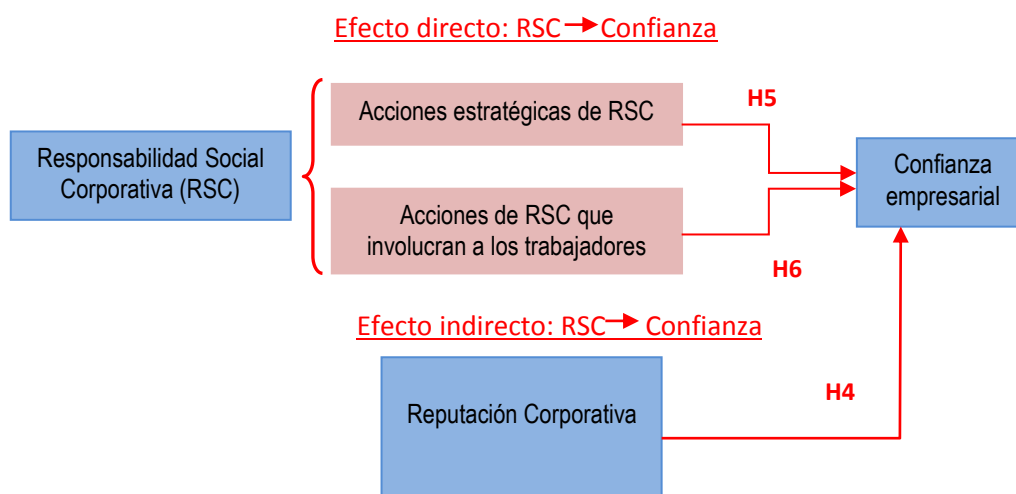 Efecto directo: RSC → Confianza
Acciones estratégicas de RSC
H5
Responsabilidad Social
Corporativa (RSC)
Confianza
empresarial
Acciones de RSC que
involucran a los trabajadores
H6
Efecto indirecto: RSC → Confianza
H4
Reputación Corporativa